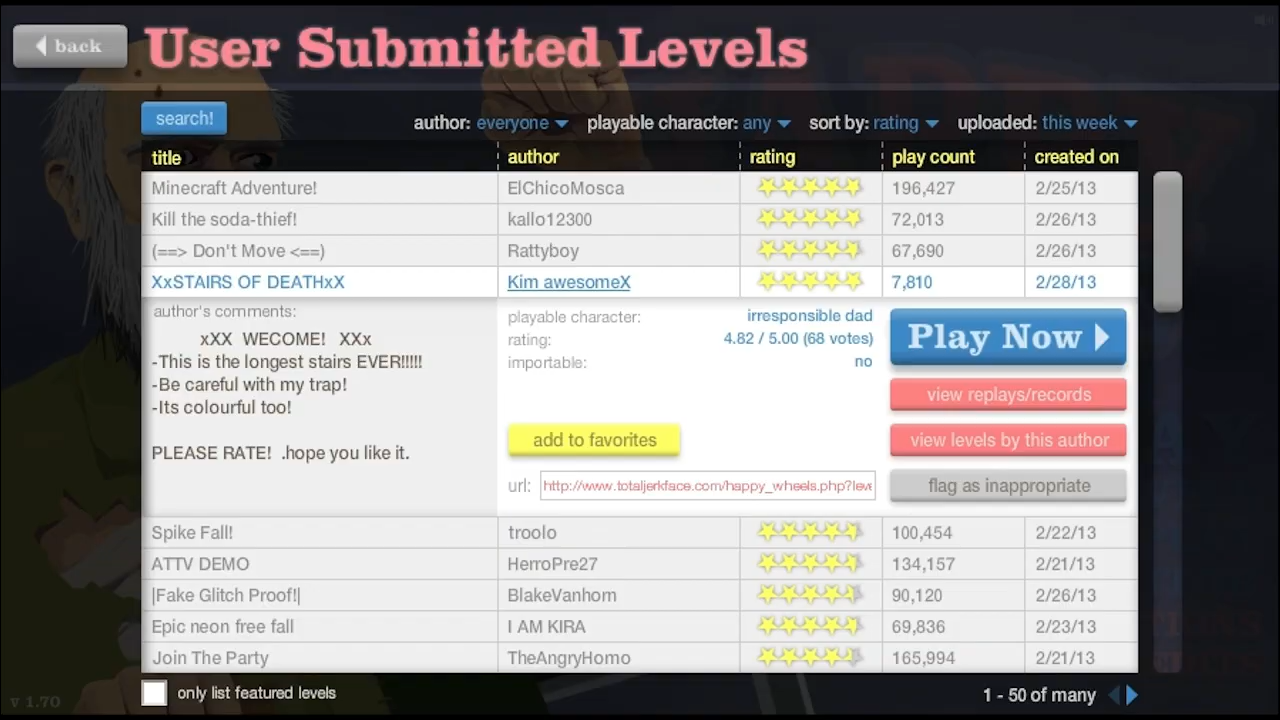 back
User Submitted Levels
search!
author: everyone playable character: any sort by: rating uploaded: this week
title author rating play count created on
Minecraft Adventure! ElChicoMosca 196,427 2/25/13
Kill the soda-thief! kallo12300 72,013 2/26/13
(==> Don't Move <==) Rattyboy 67,690 2/26/13
XxSTAIRS OF DEATHxX Kim awesomeX 7,810 2/28/13
author's comments:
xXX WECOME! XXx
-This is the longest stairs EVER!!!!!
-Be careful with my trap!
-Its colourful too!
PLEASE RATE! .hope you like it.
playable character: irresponsible dad
rating: 4.82 / 5.00 (68 votes)
importable: no
add to favorites
url: http://www.totaljerkface.com/happy_wheels.php?leve
Play Now
view replays/records
view levels by this author
flag as inappropriate
Spike Fall! troolo 100,454 2/22/13
ATTV DEMO HerroPre27 134,157 2/21/13
|Fake Glitch Proof!| BlakeVanhorn 90,120 2/26/13
Epic neon free fall I AM KIRA 69,836 2/23/13
Join The Party TheAngryHomo 165,994 2/21/13
only list featured levels
1 - 50 of many
v 1.70